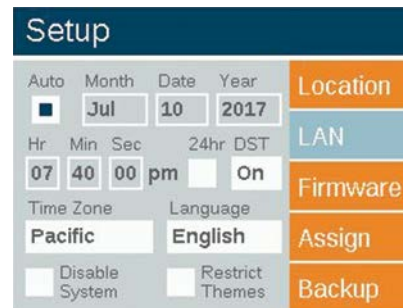 Setup
Auto Month Date Year
Jul 10 2017
Hr Min Sec 24hr DST
07 40 00 pm On
Time Zone Language
Pacific English
Disable System Restrict Themes
Location
LAN
Firmware
Assign
Backup